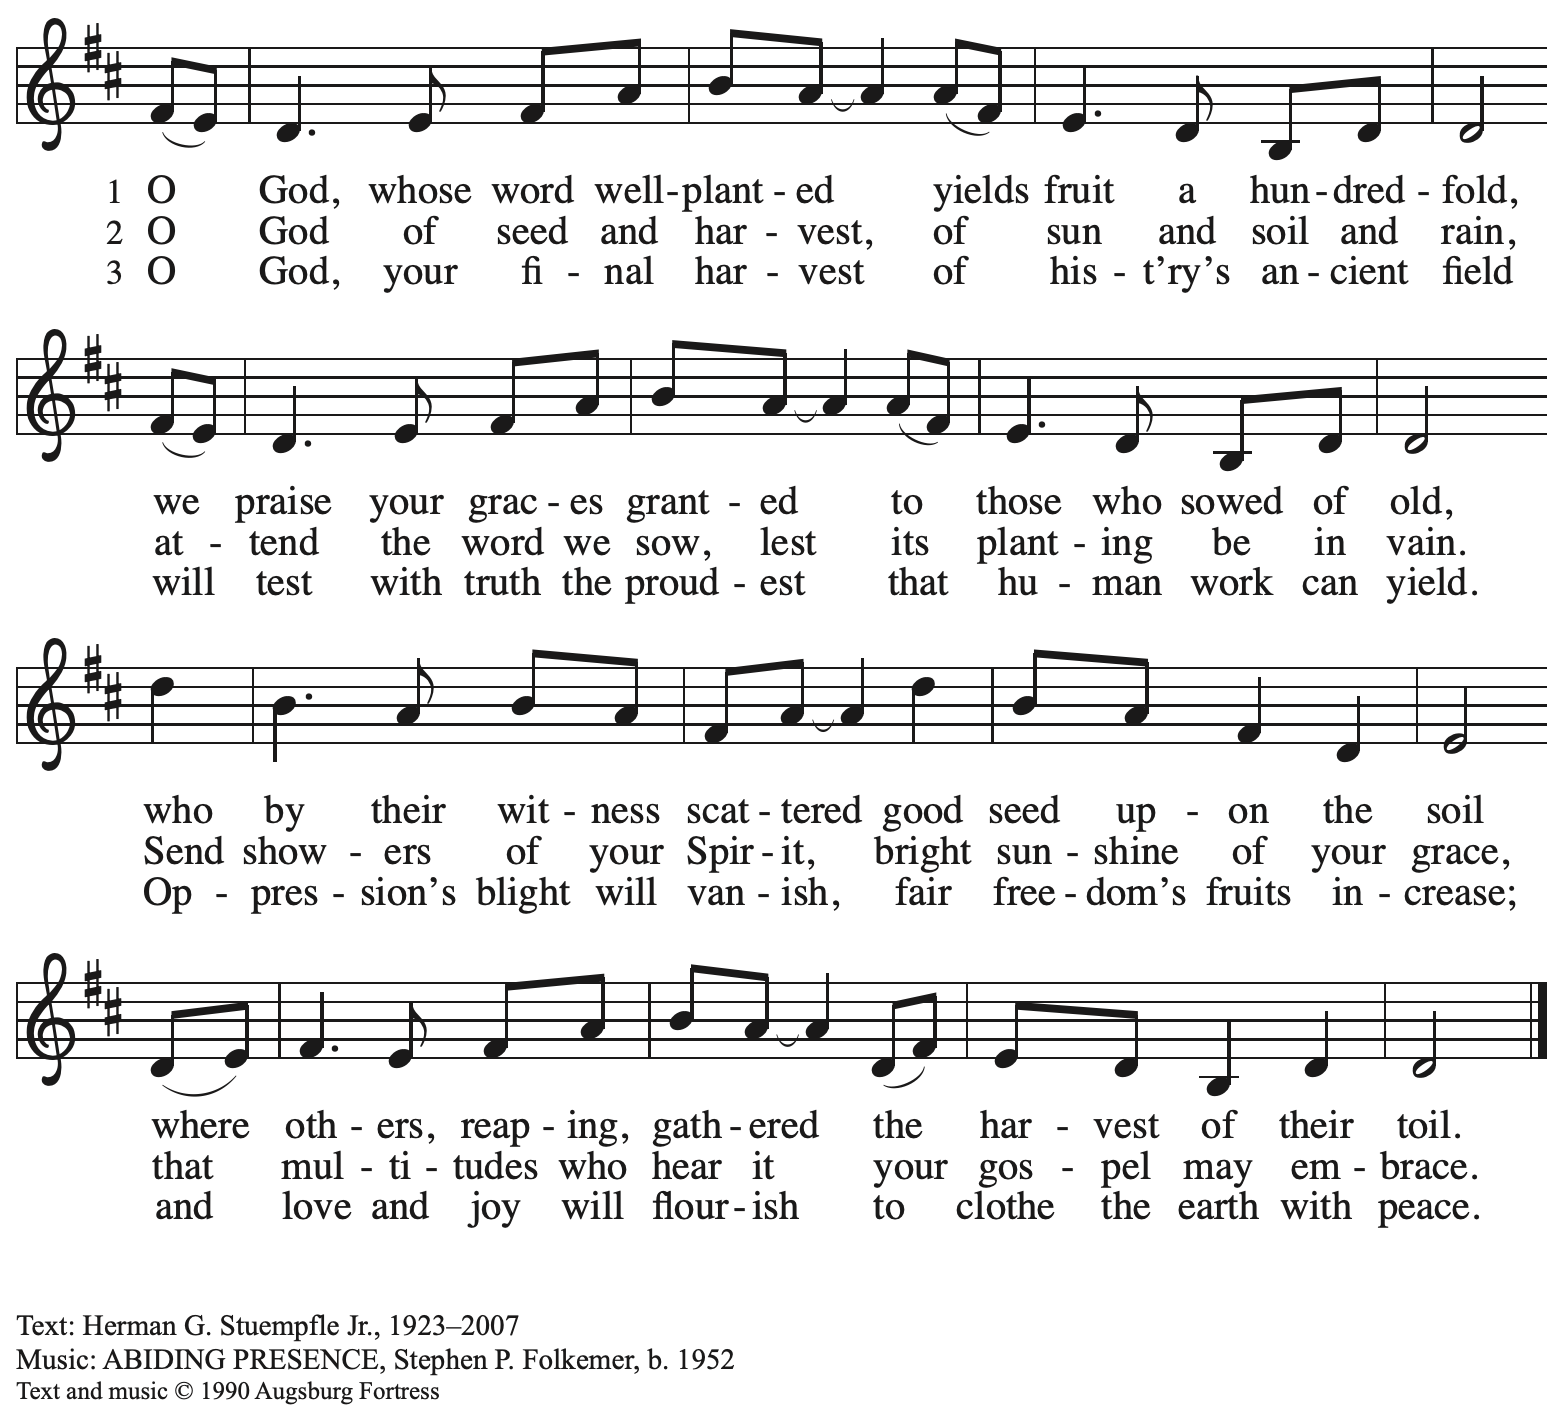 1 O God, whose word well-plant - ed yields fruit a hun - dred - fold,
2 O God of seed and har - vest, of sun and soil and rain,
3 O God, your fi - nal har - vest of his - t’ry’s an - cient field
we praise your grac - es grant - ed to those who sowed of old,
at - tend the word we sow, lest its plant - ing be in vain.
will test with truth the proud - est that hu - man work can yield.
who by their wit - ness scat - tered good seed up - on the soil
Send show - ers of your Spir - it, bright sun - shine of your grace,
Op - pres - sion’s blight will van - ish, fair free - dom’s fruits in - crease;
where oth - ers, reap - ing, gath - ered the har - vest of their toil.
that mul - ti - tudes who hear it your gos - pel may em - brace.
and love and joy will flour - ish to clothe the earth with peace.
Text: Herman G. Stuempfle Jr., 1923–2007
Music: ABIDING PRESENCE, Stephen P. Folkemer, b. 1952
Text and music © 1990 Augsburg Fortress